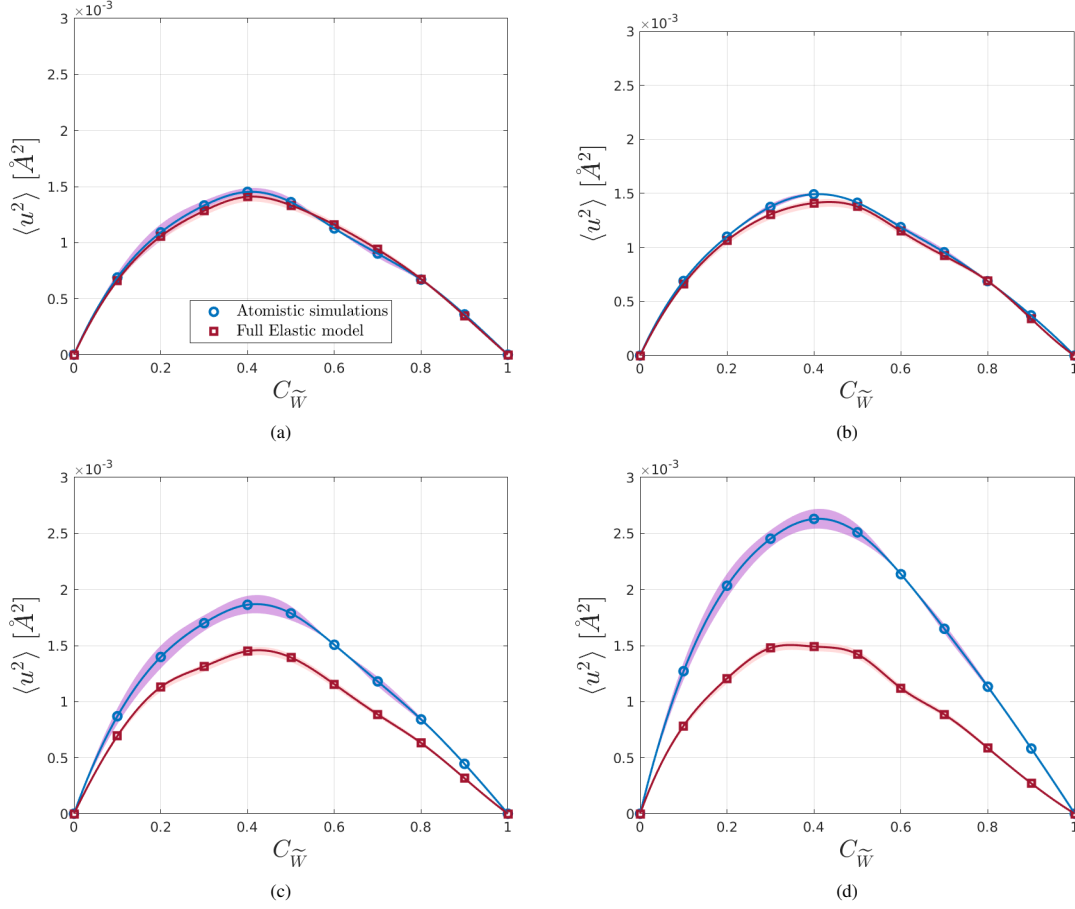 ×10⁻³
3
2.5
2
1.5
1
0.5
0
⟨u²⟩ [Å²]
Atomistic simulations
Full Elastic model
0 0.2 0.4 0.6 0.8 1
C_W̃
(a)
×10⁻³
3
2.5
2
1.5
1
0.5
0
⟨u²⟩ [Å²]
0 0.2 0.4 0.6 0.8 1
C_W̃
(b)
×10⁻³
3
2.5
2
1.5
1
0.5
0
⟨u²⟩ [Å²]
0 0.2 0.4 0.6 0.8 1
C_W̃
(c)
×10⁻³
3
2.5
2
1.5
1
0.5
0
⟨u²⟩ [Å²]
0 0.2 0.4 0.6 0.8 1
C_W̃
(d)